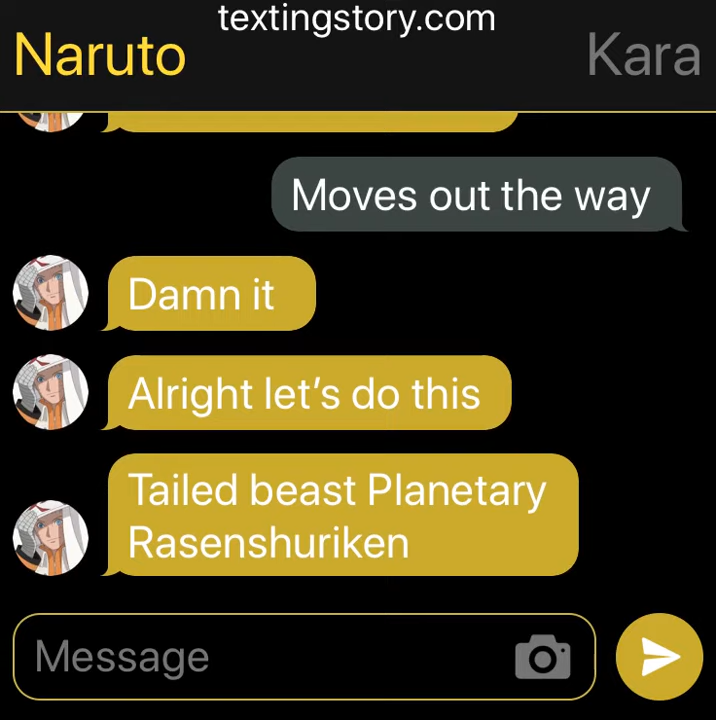 textingstory.com
Naruto
Kara
Moves out the way
Damn it
Alright let’s do this
Tailed beast Planetary
Rasenshuriken
Message